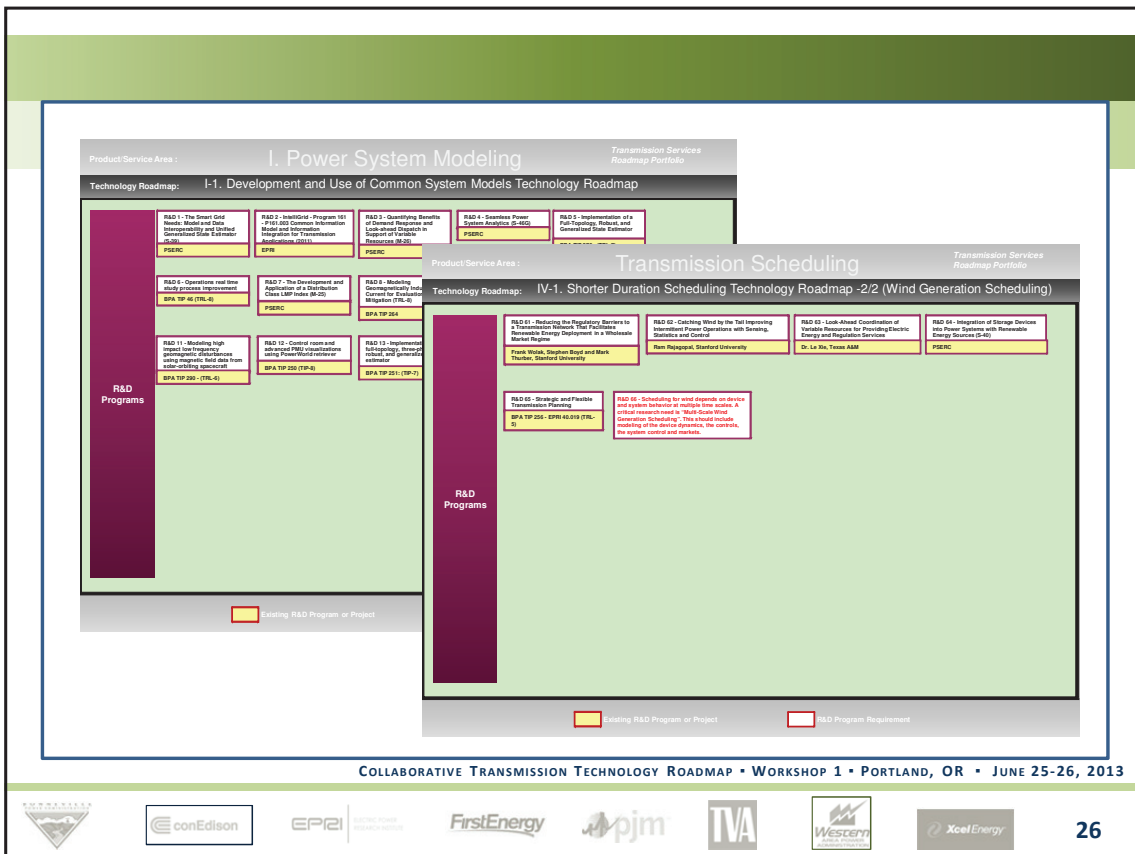 Product/Service Area :
I. Power System Modeling
Transmission Services
Roadmap Portfolio
Technology Roadmap:
I-1. Development and Use of Common System Models Technology Roadmap
R&D
Programs
R&D 1 - The Smart Grid
Needs: Model and Data
Interoperability and Unified
Generalized State Estimator
(S-39)
PSERC
R&D 2 - IntelliGrid - Program 161
- P161.003 Common Information
Model and Information
Integration for Transmission
Applications (2011)
EPRI
R&D 3 - Quantifying Benefits
of Demand Response and
Look-ahead Dispatch in
Support of Variable
Resources (M-26)
PSERC
R&D 4 - Seamless Power
System Analytics (S-46G)
PSERC
R&D 5 - Implementation of a
Full-Topology, Robust, and
Generalized State Estimator
R&D 6 - Operations real time
study process improvement
BPA TIP 46 (TRL-8)
R&D 7 - The Development and
Application of a Distribution
Class LMP Index (M-25)
PSERC
R&D 8 - Modeling
Geomagnetically Indu
Current for Evaluation
Mitigation (TRL-8)
BPA TIP 264
R&D 11 - Modeling high
impact low frequency
geomagnetic disturbances
using magnetic field data from
solar-orbiting spacecraft
BPA TIP 290 - (TRL-6)
R&D 12 - Control room and
advanced PMU visualizations
using PowerWorld retriever
BPA TIP 250 (TIP-8)
R&D 13 - Implementati
full-topology, three-ph
robust, and generalize
estimator
BPA TIP 251: (TIP-7)
Existing R&D Program or Project
Product/Service Area :
Transmission Scheduling
Transmission Services
Roadmap Portfolio
Technology Roadmap:
IV-1. Shorter Duration Scheduling Technology Roadmap -2/2 (Wind Generation Scheduling)
R&D
Programs
R&D 61 - Reducing the Regulatory Barriers to
a Transmission Network That Facilitates
Renewable Energy Deployment in a Wholesale
Market Regime
Frank Wolak, Stephen Boyd and Mark
Thurber, Stanford University
R&D 62 - Catching Wind by the Tail Improving
Intermittent Power Operations with Sensing,
Statistics and Control
Ram Rajagopal, Stanford University
R&D 63 - Look-Ahead Coordination of
Variable Resources for Providing Electric
Energy and Regulation Services
Dr. Le Xie, Texas A&M
R&D 64 - Integration of Storage Devices
into Power Systems with Renewable
Energy Sources (S-40)
PSERC
R&D 65 - Strategic and Flexible
Transmission Planning
BPA TIP 256 - EPRI 40.019 (TRL-
5)
R&D 66 - Scheduling for wind depends on device
and system behavior at multiple time scales. A
critical research need is "Multi-Scale Wind
Generation Scheduling". This should include
modeling of the device dynamics, the controls,
the system control and markets.
Existing R&D Program or Project
R&D Program Requirement
COLLABORATIVE TRANSMISSION TECHNOLOGY ROADMAP ▪ WORKSHOP 1 ▪ PORTLAND, OR ▪ JUNE 25-26, 2013
BONNEVILLE
conEdison
EPRI
ELECTRIC POWER
RESEARCH INSTITUTE
FirstEnergy
pjm
TVA
WESTERN
AREA POWER
ADMINISTRATION
Xcel Energy
26